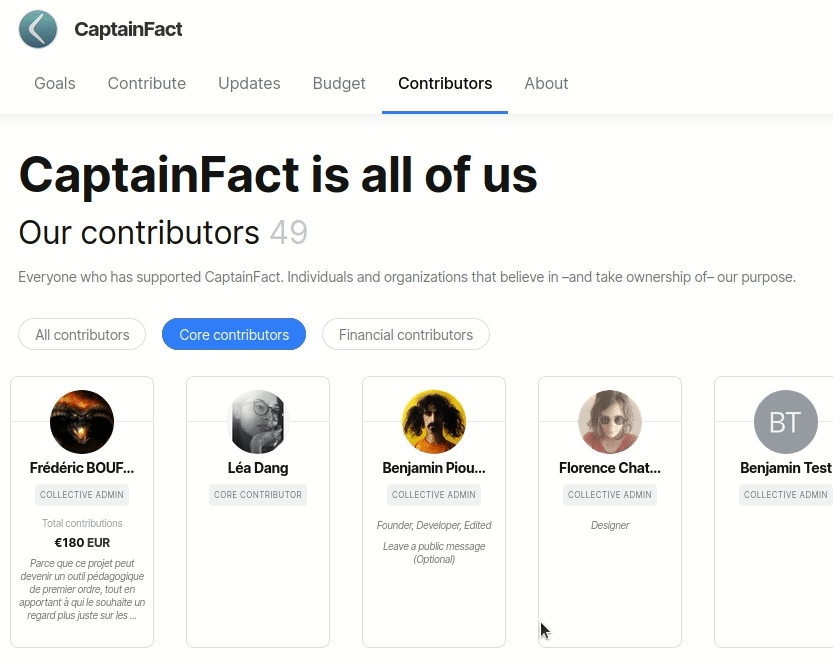 CaptainFact
Goals Contribute Updates Budget Contributors About
CaptainFact is all of us
Our contributors 49
Everyone who has supported CaptainFact. Individuals and organizations that believe in –and take ownership of– our purpose.
All contributors Core contributors Financial contributors
Frédéric BOUF...
COLLECTIVE ADMIN
Total contributions
€180 EUR
Parce que ce projet peut
devenir un outil pédagogique
de premier ordre, tout en
apportant à qui le souhaite un
regard plus juste sur les ...
Léa Dang
CORE CONTRIBUTOR
Benjamin Piou...
COLLECTIVE ADMIN
Founder, Developer, Edited
Leave a public message
(Optional)
Florence Chat...
COLLECTIVE ADMIN
Designer
BT
Benjamin Test
COLLECTIVE ADMIN